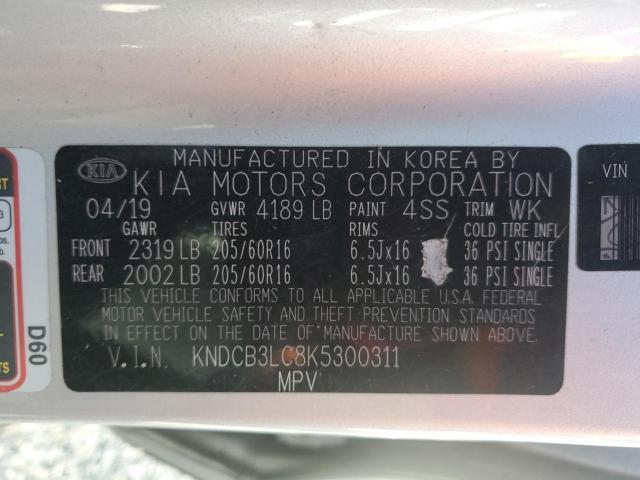 MANUFACTURED IN KOREA BY
KIA KIA MOTORS CORPORATION
04/19 GVWR 4189 LB PAINT 4SS TRIM WK
GAWR TIRES RIMS COLD TIRE INFL
FRONT 2319 LB 205/60R16 6.5Jx16 36 PSI SINGLE
REAR 2002 LB 205/60R16 6.5Jx16 36 PSI SINGLE
THIS VEHICLE CONFORMS TO ALL APPLICABLE U.S.A. FEDERAL
MOTOR VEHICLE SAFETY AND THEFT PREVENTION STANDARDS
IN EFFECT ON THE DATE OF MANUFACTURE SHOWN ABOVE.
V.I.N. KNDCB3LC8K5300311
MPV
D60
VIN